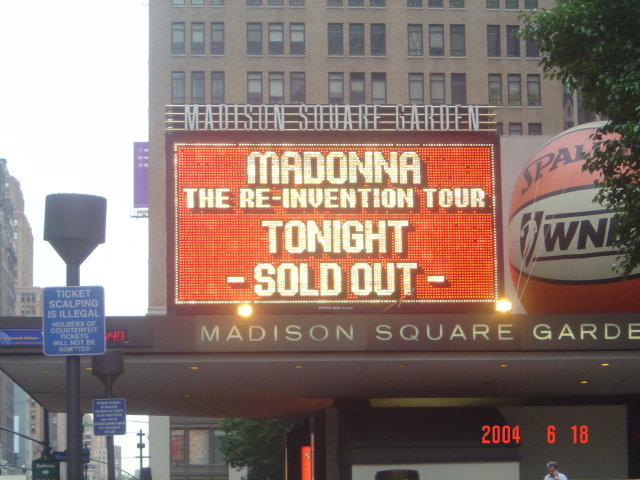 MADISON SQUARE GARDEN
MADONNA
THE RE-INVENTION TOUR
TONIGHT
- SOLD OUT -
SPAL
WN
MADISON SQUARE GARDE
TICKET
SCALPING
IS ILLEGAL
HOLDERS OF
COUNTERFEIT
TICKETS
WILL NOT BE
ADMITTED
2004 6 18